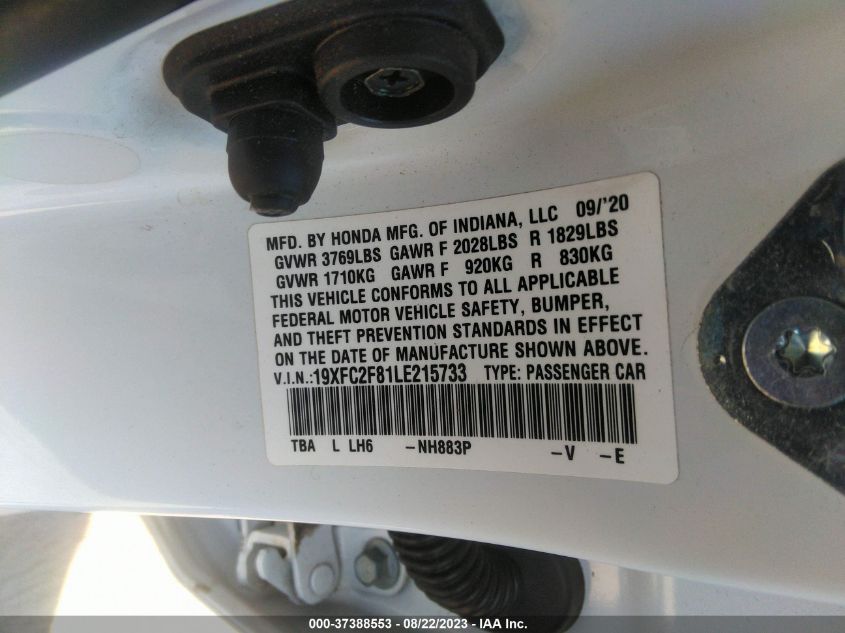 MFD. BY HONDA MFG. OF INDIANA, LLC 09/'20
GVWR 3769LBS GAWR F 2028LBS R 1829LBS
GVWR 1710KG GAWR F 920KG R 830KG
THIS VEHICLE CONFORMS TO ALL APPLICABLE
FEDERAL MOTOR VEHICLE SAFETY, BUMPER,
AND THEFT PREVENTION STANDARDS IN EFFECT
ON THE DATE OF MANUFACTURE SHOWN ABOVE.
V.I.N.:19XFC2F81LE215733 TYPE: PASSENGER CAR
TBA L LH6 -NH883P -V -E
000-37388553 - 08/22/2023 - IAA Inc.